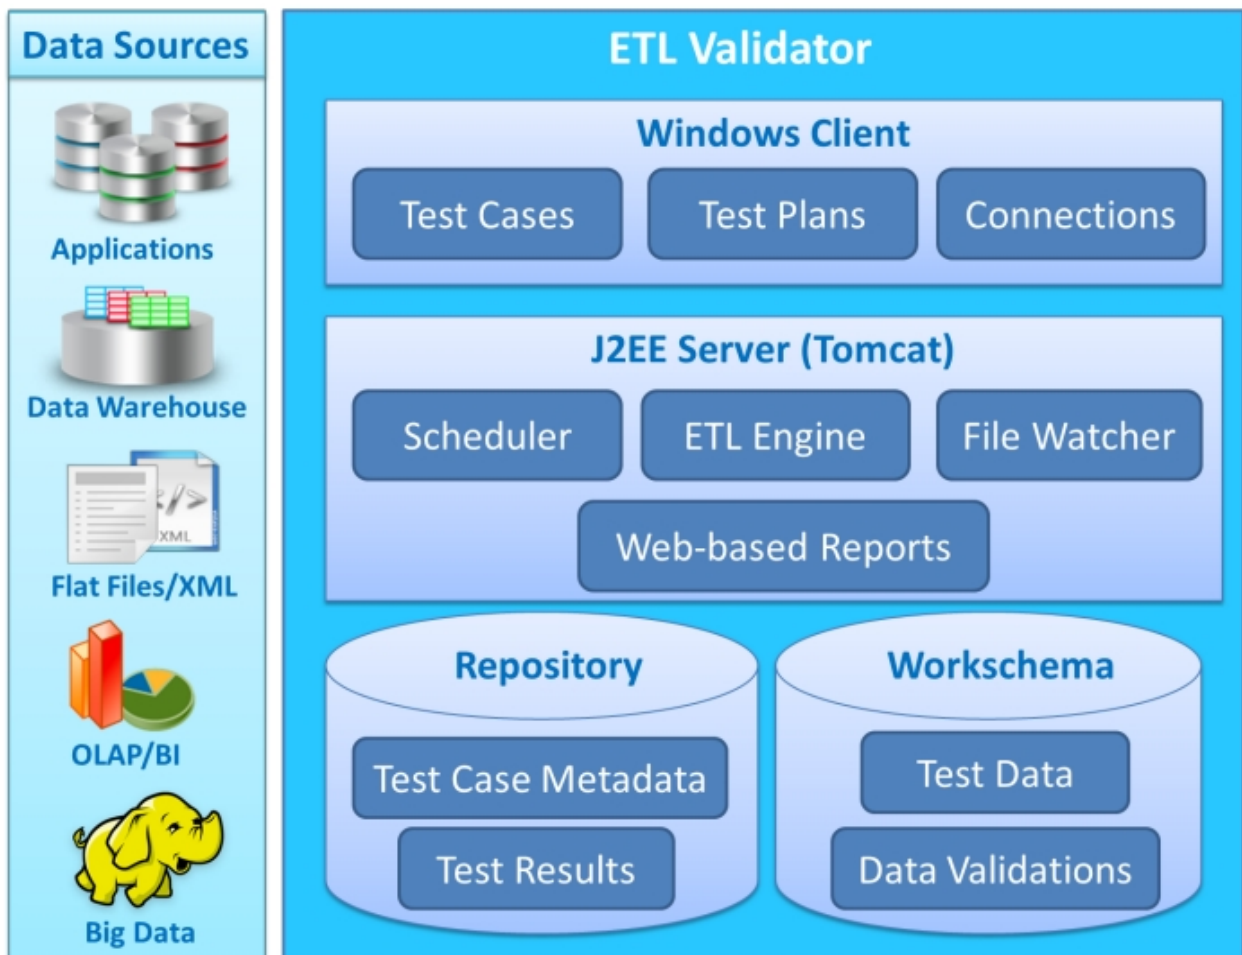 Data Sources
Applications
Data Warehouse
</>
XML
Flat Files/XML
OLAP/BI
Big Data
ETL Validator
Windows Client
Test Cases
Test Plans
Connections
J2EE Server (Tomcat)
Scheduler
ETL Engine
File Watcher
Web-based Reports
Repository
Test Case Metadata
Test Results
Workschema
Test Data
Data Validations